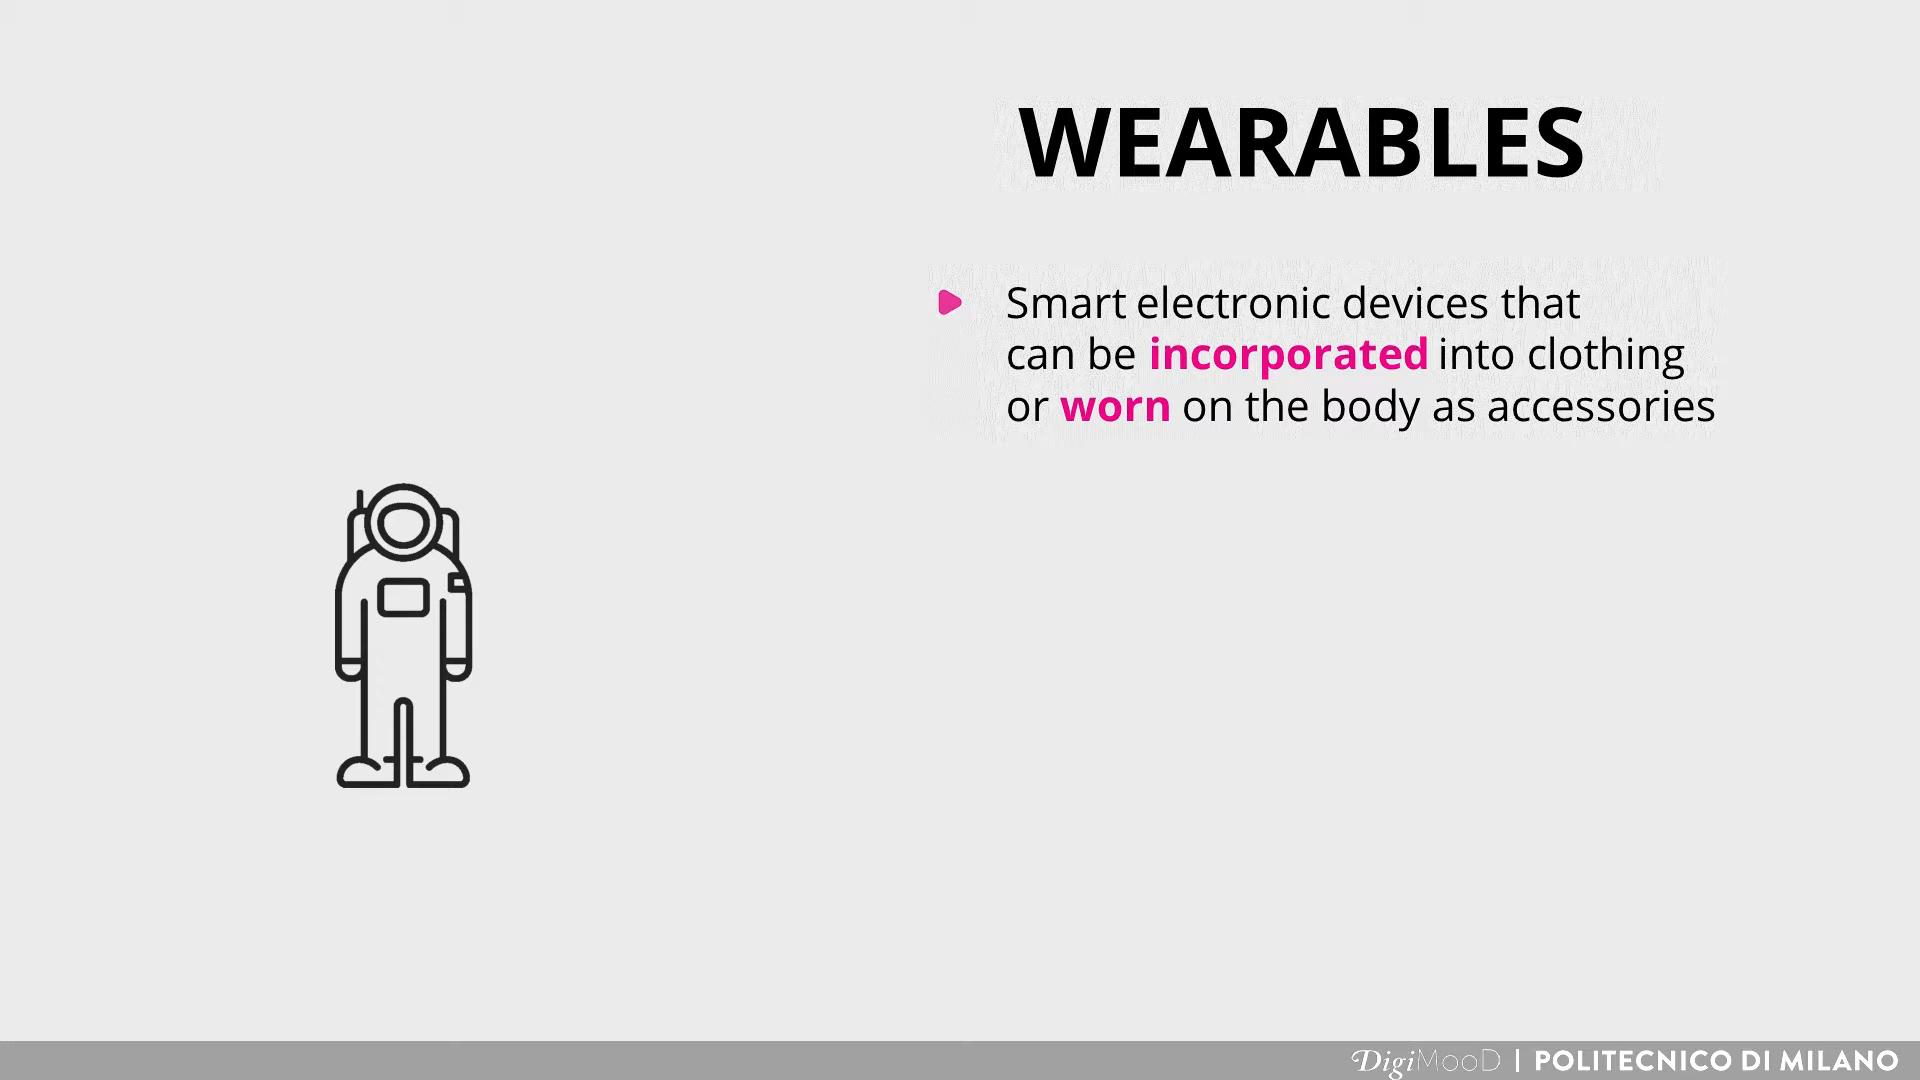 WEARABLES
Smart electronic devices that
can be incorporated into clothing
or worn on the body as accessories
DigiMooD | POLITECNICO DI MILANO